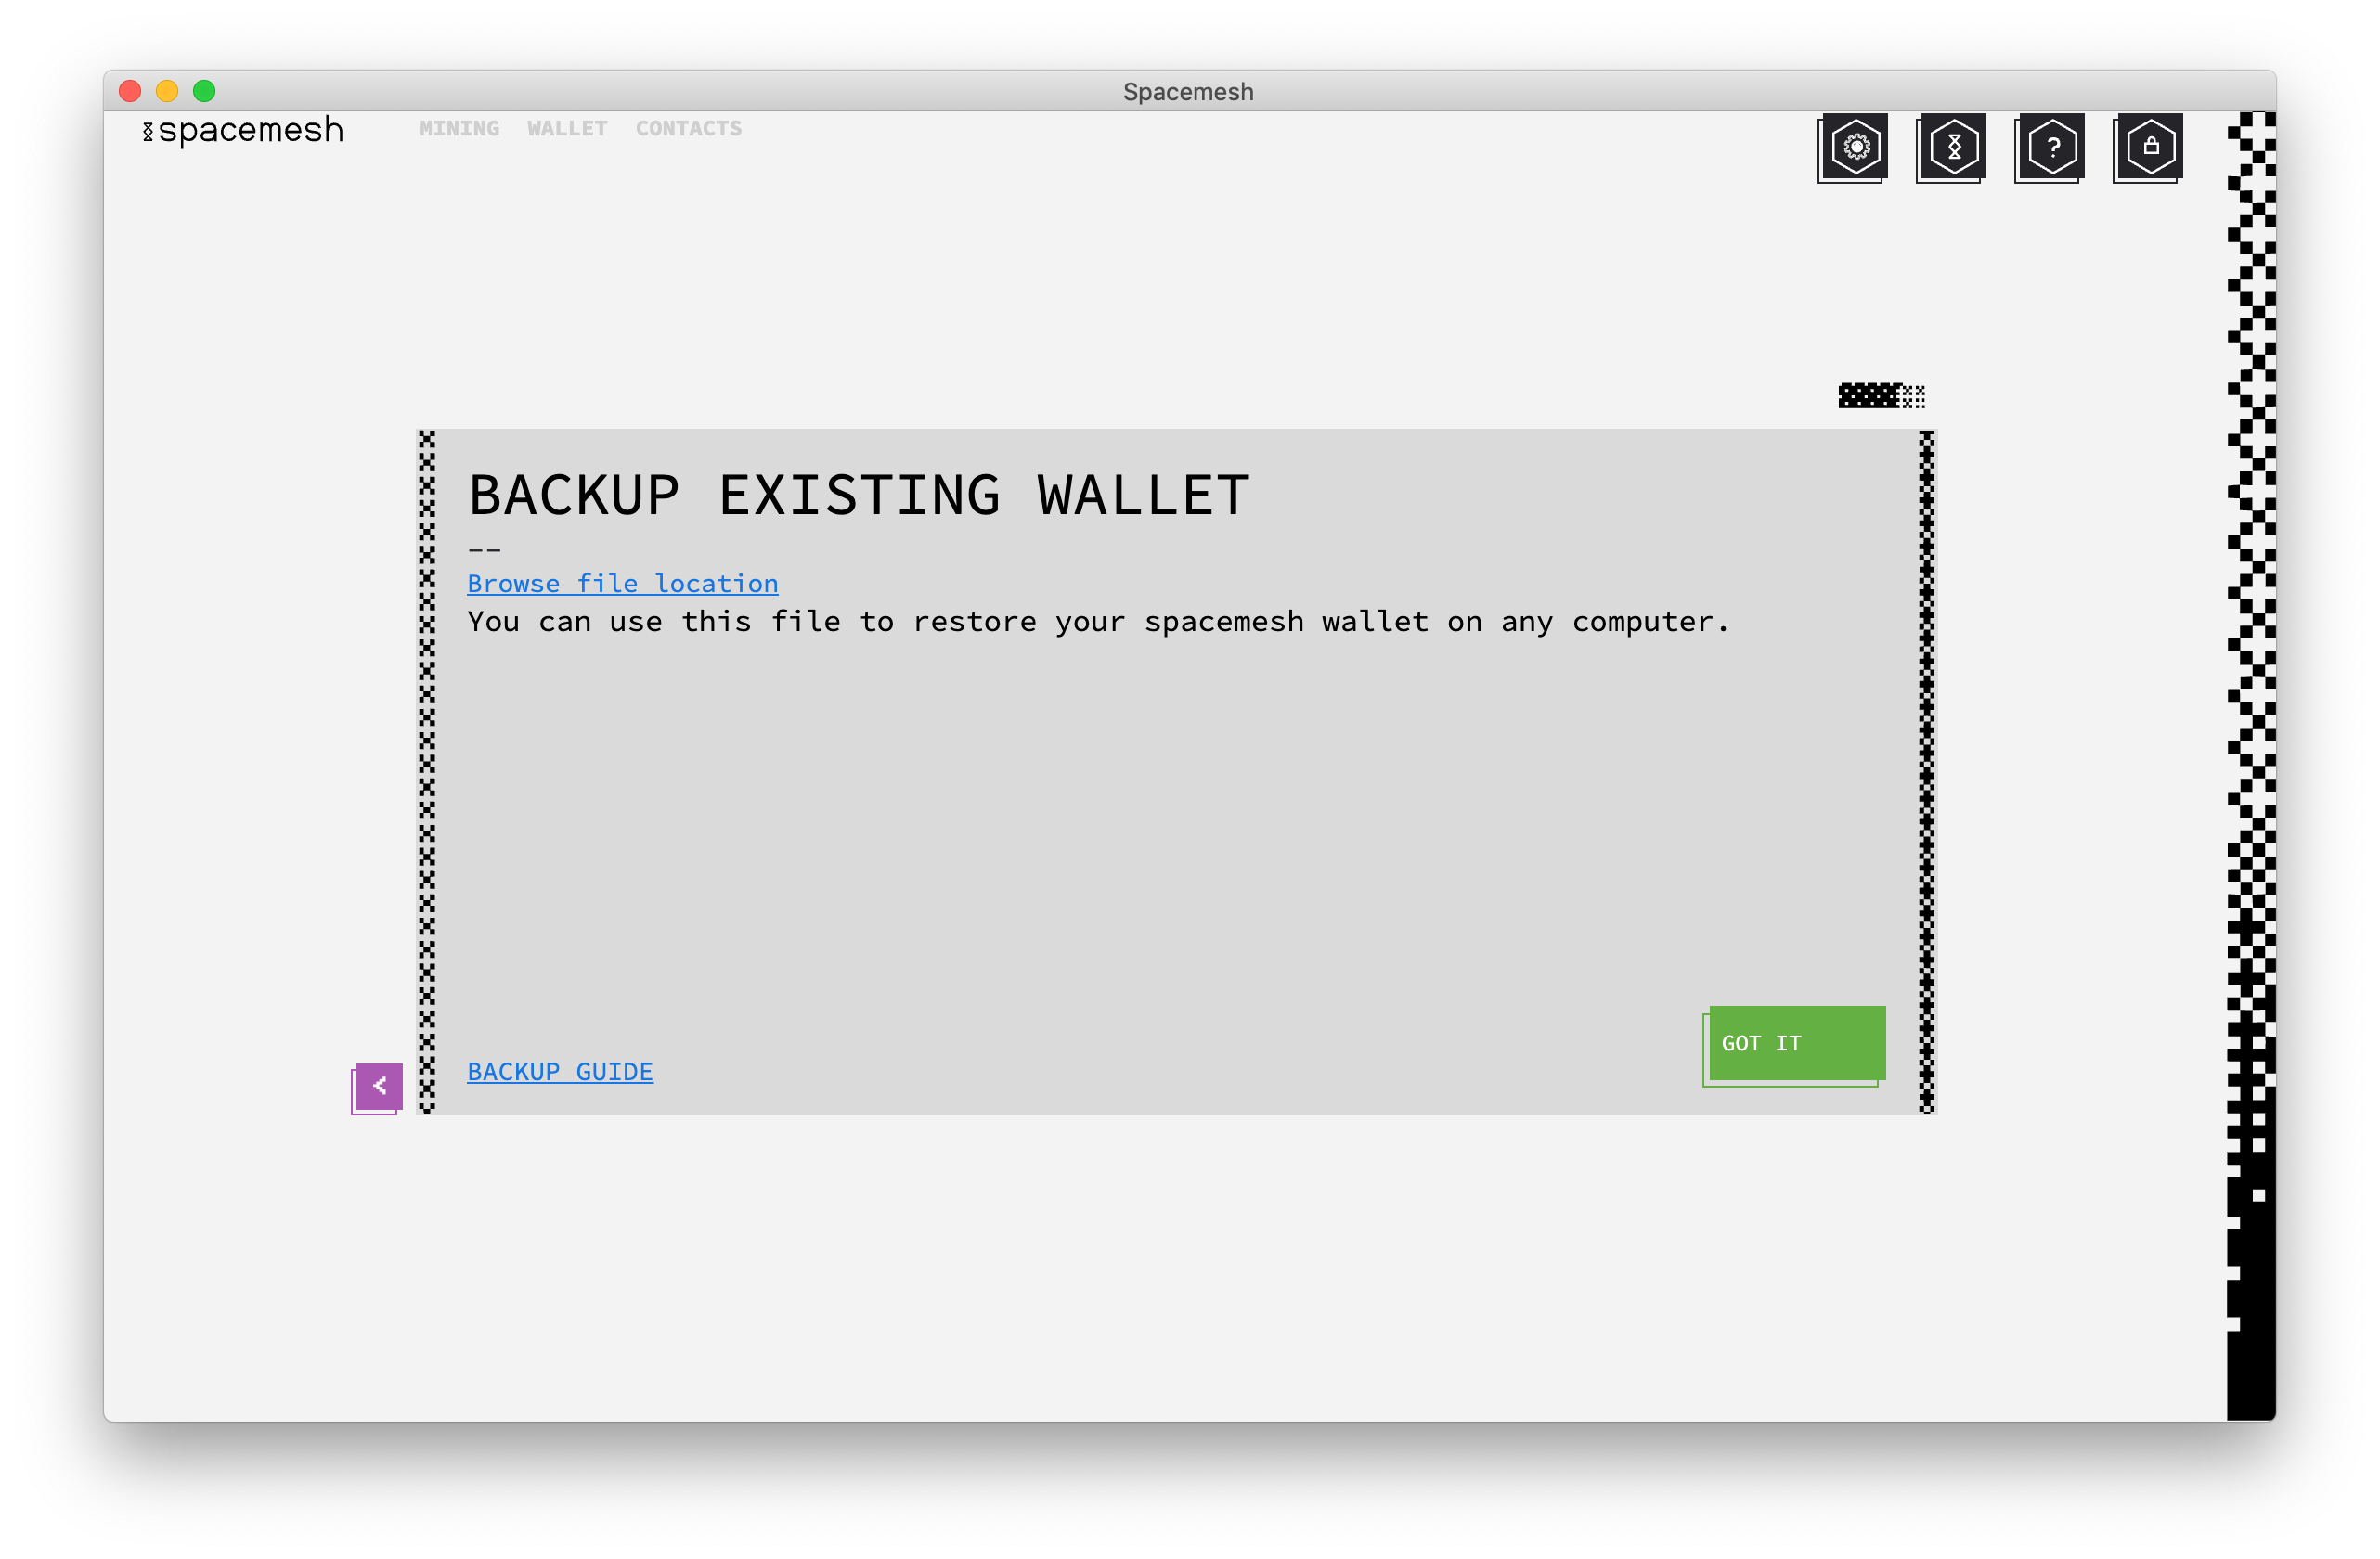 Spacemesh
spacemesh
MINING WALLET CONTACTS
?
BACKUP EXISTING WALLET
--
Browse file location
You can use this file to restore your spacemesh wallet on any computer.
GOT IT
BACKUP GUIDE
<